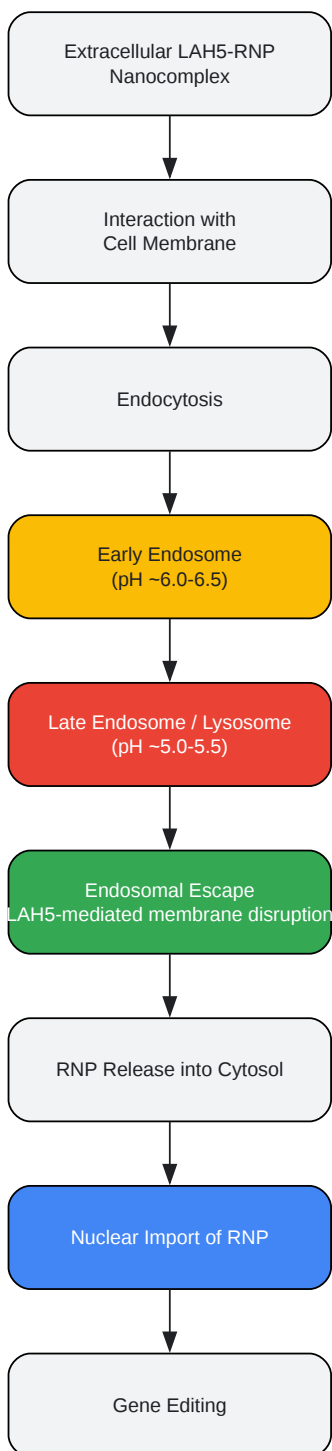 Extracellular LAH5-RNP
Nanocomplex
Interaction with
Cell Membrane
Endocytosis
Early Endosome
(pH ~6.0-6.5)
Late Endosome / Lysosome
(pH ~5.0-5.5)
Endosomal Escape
LAH5-mediated membrane disruption
RNP Release into Cytosol
Nuclear Import of RNP
Gene Editing